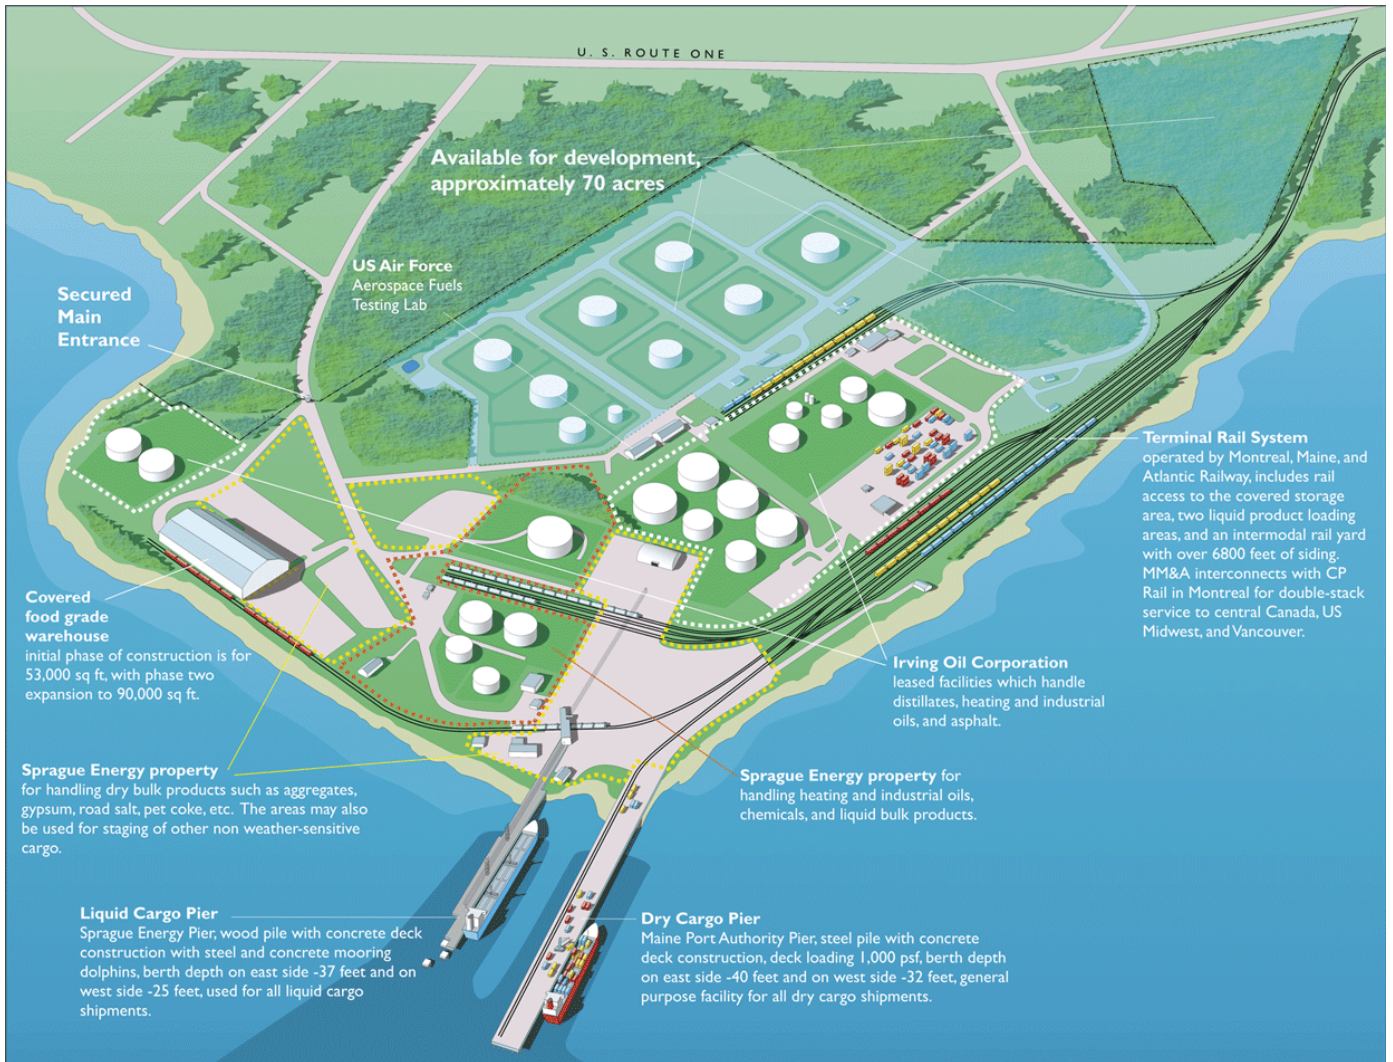 U. S. ROUTE ONE
Available for development,
approximately 70 acres
US Air Force
Aerospace Fuels
Testing Lab
Secured
Main
Entrance
Terminal Rail System
operated by Montreal, Maine, and
Atlantic Railway, includes rail
access to the covered storage
area, two liquid product loading
areas, and an intermodal rail yard
with over 6800 feet of siding.
MM&A interconnects with CP
Rail in Montreal for double-stack
service to central Canada, US
Midwest, and Vancouver.
Covered
food grade
warehouse
initial phase of construction is for
53,000 sq ft, with phase two
expansion to 90,000 sq ft.
Irving Oil Corporation
leased facilities which handle
distillates, heating and industrial
oils, and asphalt.
Sprague Energy property
for handling dry bulk products such as aggregates,
gypsum, road salt, pet coke, etc. The areas may also
be used for staging of other non weather-sensitive
cargo.
Sprague Energy property for
handling heating and industrial oils,
chemicals, and liquid bulk products.
Liquid Cargo Pier
Sprague Energy Pier, wood pile with concrete deck
construction with steel and concrete mooring
dolphins, berth depth on east side -37 feet and on
west side -25 feet, used for all liquid cargo
shipments.
Dry Cargo Pier
Maine Port Authority Pier, steel pile with concrete
deck construction, deck loading 1,000 psf, berth depth
on east side -40 feet and on west side -32 feet, general
purpose facility for all dry cargo shipments.